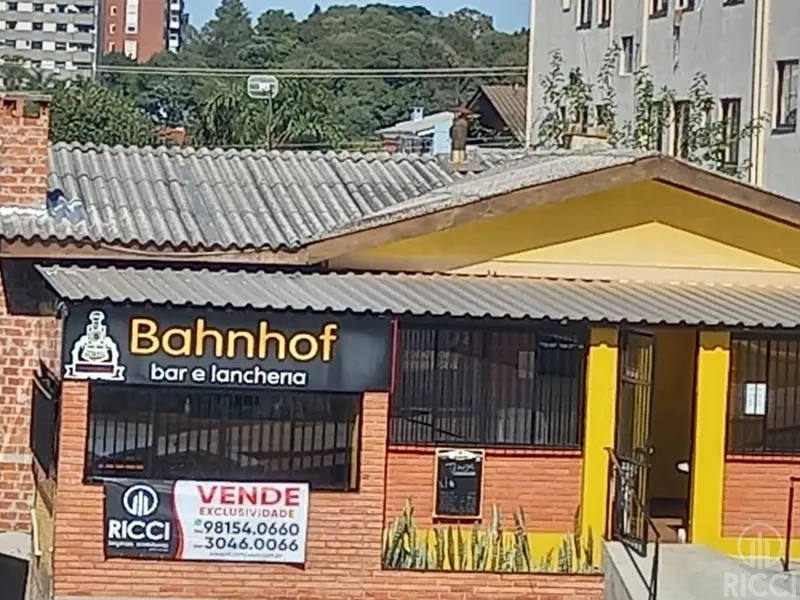 Bahnhof
bar e lancheria
VENDE
EXCLUSIVIDADE
RICCI
98154.0660
3046.0066
RICCI